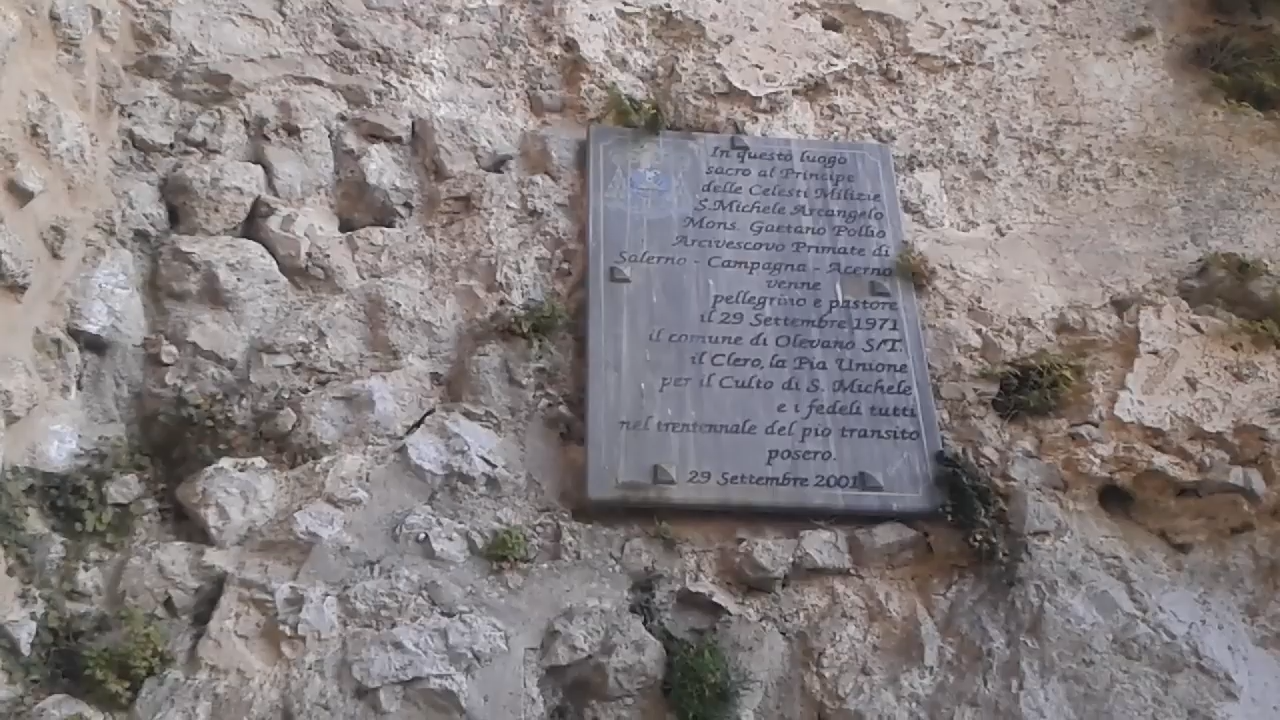 In questo luogo
sacro al Principe
delle Celesti Milizie
S.Michele Arcangelo
Mons. Gaetano Pollio
Arcivescovo Primate di
Salerno - Campagna - Acerno
venne
pellegrino e pastore
il 29 Settembre 1971
il comune di Olevano S/T.
il Clero, la Pia Unione
per il Culto di S. Michele
e i fedeli tutti
nel trentennale del pio transito
posero.
29 Settembre 2001